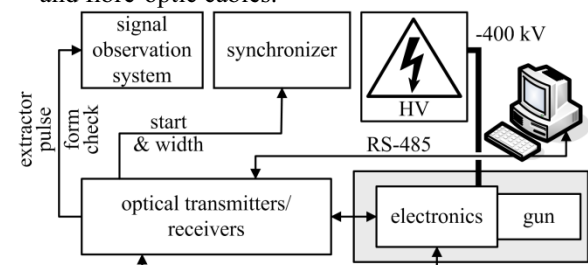 and fibre-optic cables.
signal
observation
system
synchronizer
HV
-400 kV
extractor
pulse
form
check
start
& width
RS-485
optical transmitters/
receivers
electronics
gun